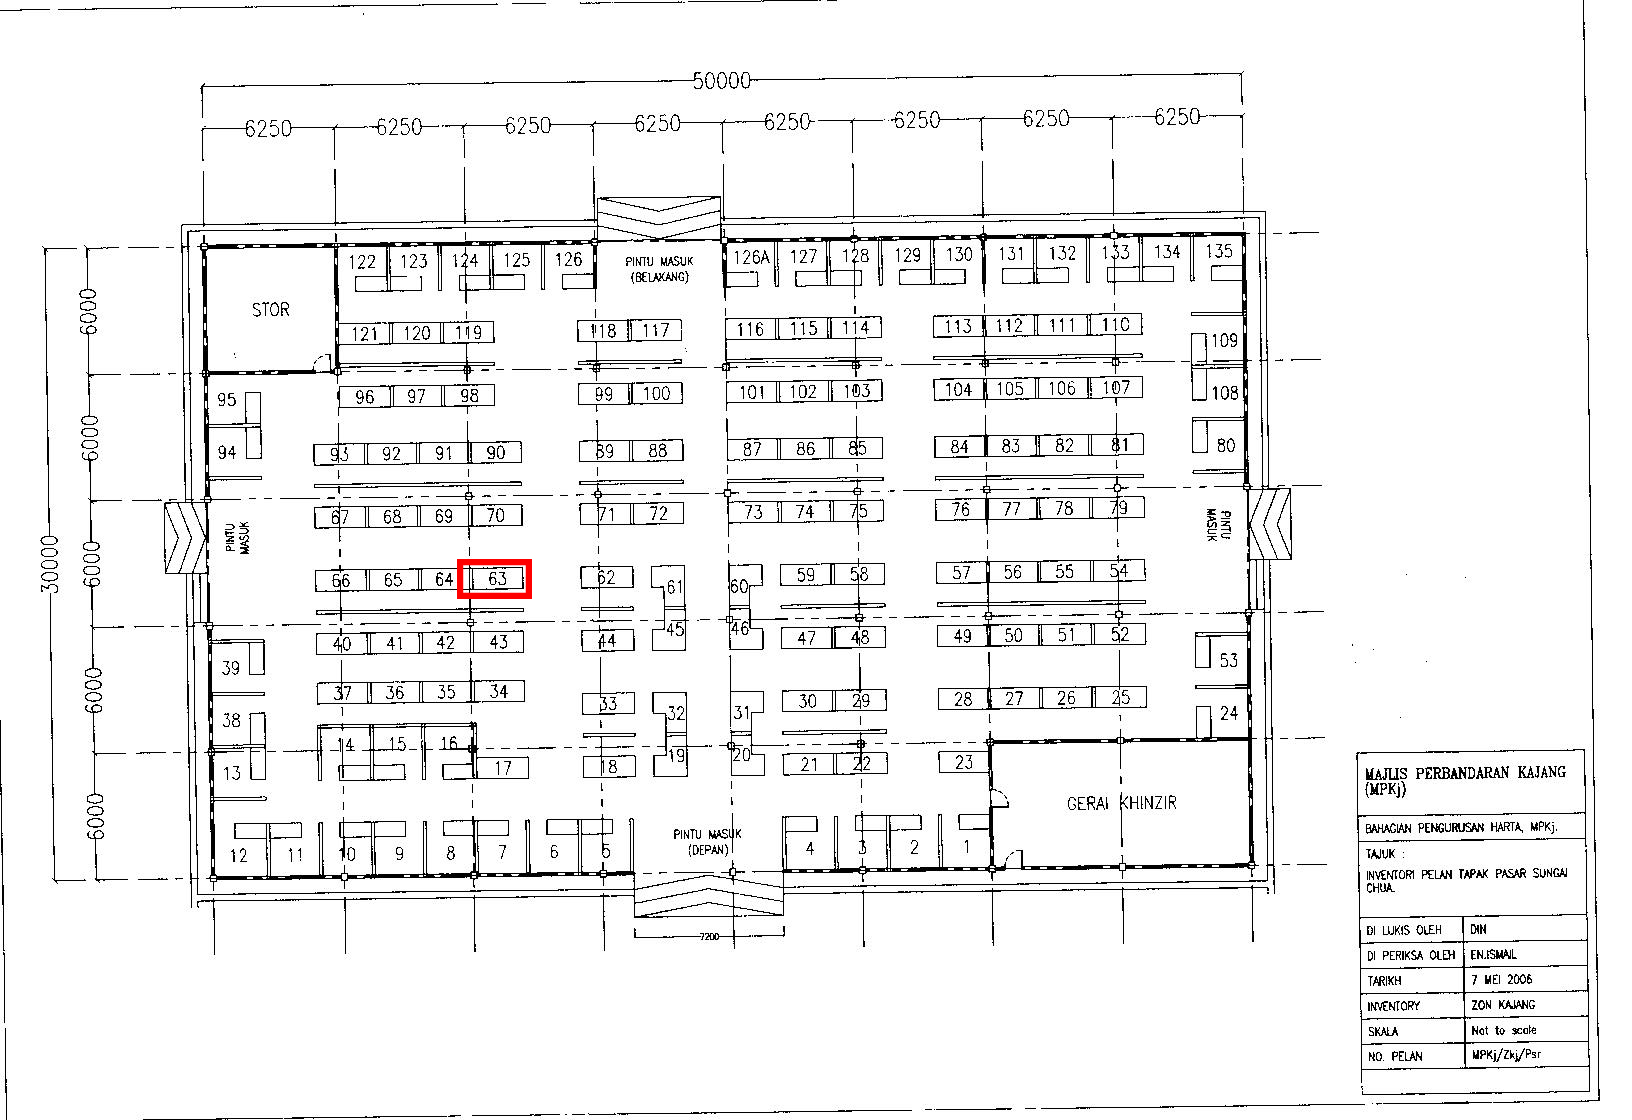 50000
6250 6250 6250 6250 6250 6250 6250 6250
122 123 124 125 126
PINTU MASUK
(BELAKANG)
126A 127 128 129 130 131 132 133 134 135
6000
STOR
121 120 119 118 117 116 115 114 113 112 111 110
109
95
96 97 98 99 100 101 102 103 104 105 106 107
108
6000
94
93 92 91 90 89 88 87 86 85 84 83 82 81
80
67 68 69 70 71 72 73 74 75 76 77 78 79
PINTU
MASUK
PINTU
MASUK
30000
6000
66 65 64 63 62 61 60 59 58 57 56 55 54
40 41 42 43 44 45 46 47 48 49 50 51 52
39
53
6000
37 36 35 34 33 32 31 30 29 28 27 26 25
38
24
14 15 16
13
17 18 19 20 21 22 23
6000
GERAI KHINZIR
PINTU MASUK
(DEPAN)
12 11 10 9 8 7 6 5 4 3 2 1
7200
MAJLIS PERBANDARAN KAJANG
(MPKj)
BAHAGIAN PENGURUSAN HARTA, MPKj.
TAJUK :
INVENTORI PELAN TAPAK PASAR SUNGAI
CHUA.
DI LUKIS OLEH DIN
DI PERIKSA OLEH EN.ISMAIL
TARIKH 7 MEI 2006
INVENTORY ZON KAJANG
SKALA Not to scale
NO. PELAN MPKj/Zkj/Psr